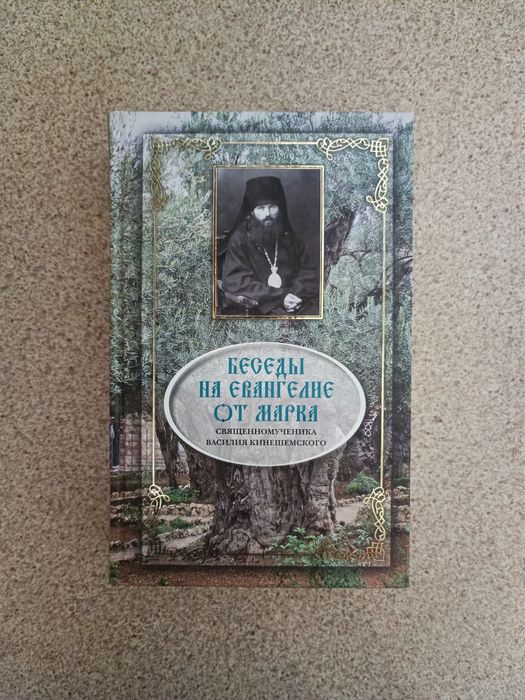 БЕСЕДЫ
НА ЕВАНГЕЛИЕ
ОТ МАРКА
СВЯЩЕННОМУЧЕНИКА
ВАСИЛИЯ КИНЕШЕМСКОГО